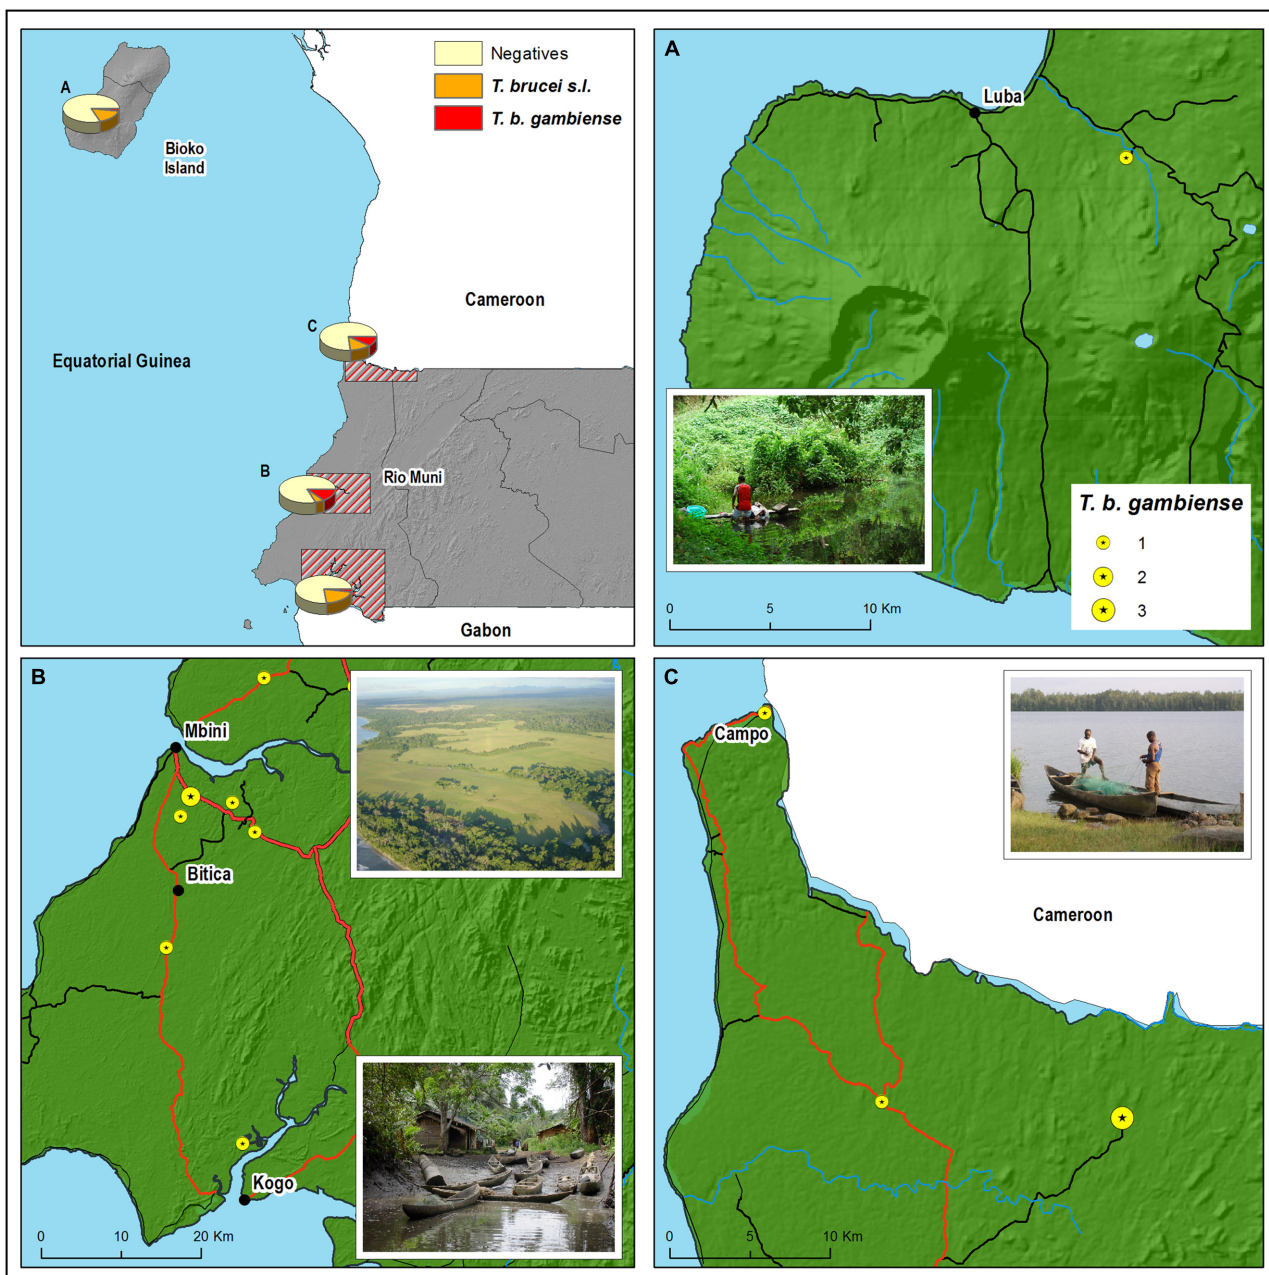 Negatives
T. brucei s.l.
T. b. gambiense
A
Bioko
Island
Cameroon
C
Equatorial Guinea
B
Rio Muni
Gabon
A
Luba
T. b. gambiense
1
2
3
0 5 10 Km
B
Mbini
Bitica
Kogo
0 10 20 Km
C
Campo
Cameroon
0 5 10 Km